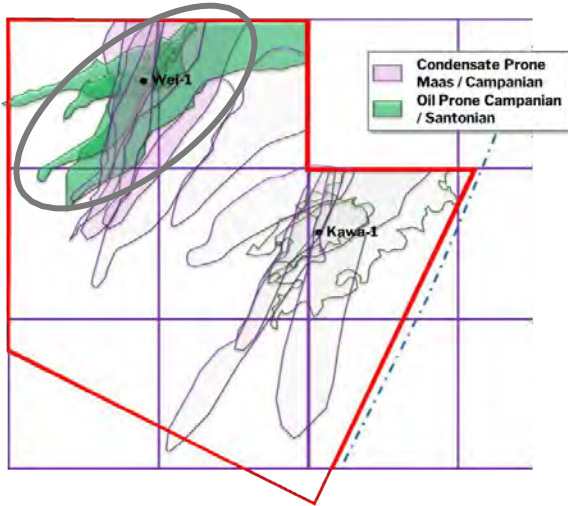 Wei-1
Condensate Prone
Maas / Campanian
Oil Prone Campanian
/ Santonian
Kawa-1